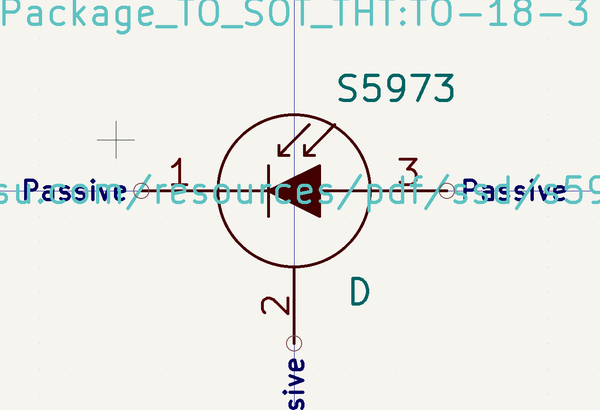 Package_TO_SOT_THT:TO-18-3
S5973
1
3
Passive
su.com/resources/pdf/ssd/s59
Passive
D
2
sive